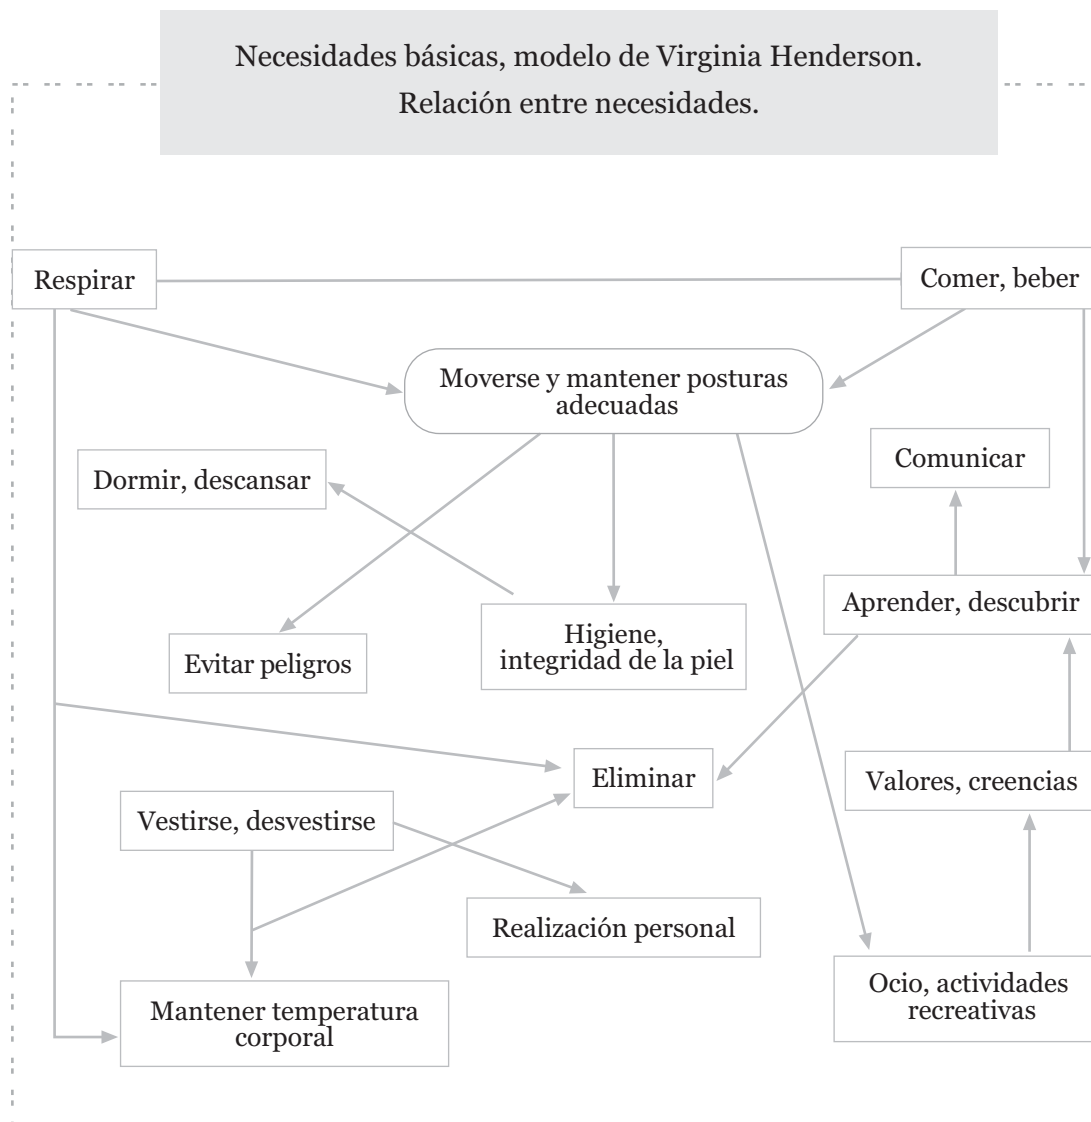 Necesidades básicas, modelo de Virginia Henderson.
Relación entre necesidades.
Respirar
Comer, beber
Moverse y mantener posturas
adecuadas
Comunicar
Dormir, descansar
Aprender, descubrir
Higiene,
integridad de la piel
Evitar peligros
Eliminar
Valores, creencias
Vestirse, desvestirse
Realización personal
Ocio, actividades
recreativas
Mantener temperatura
corporal